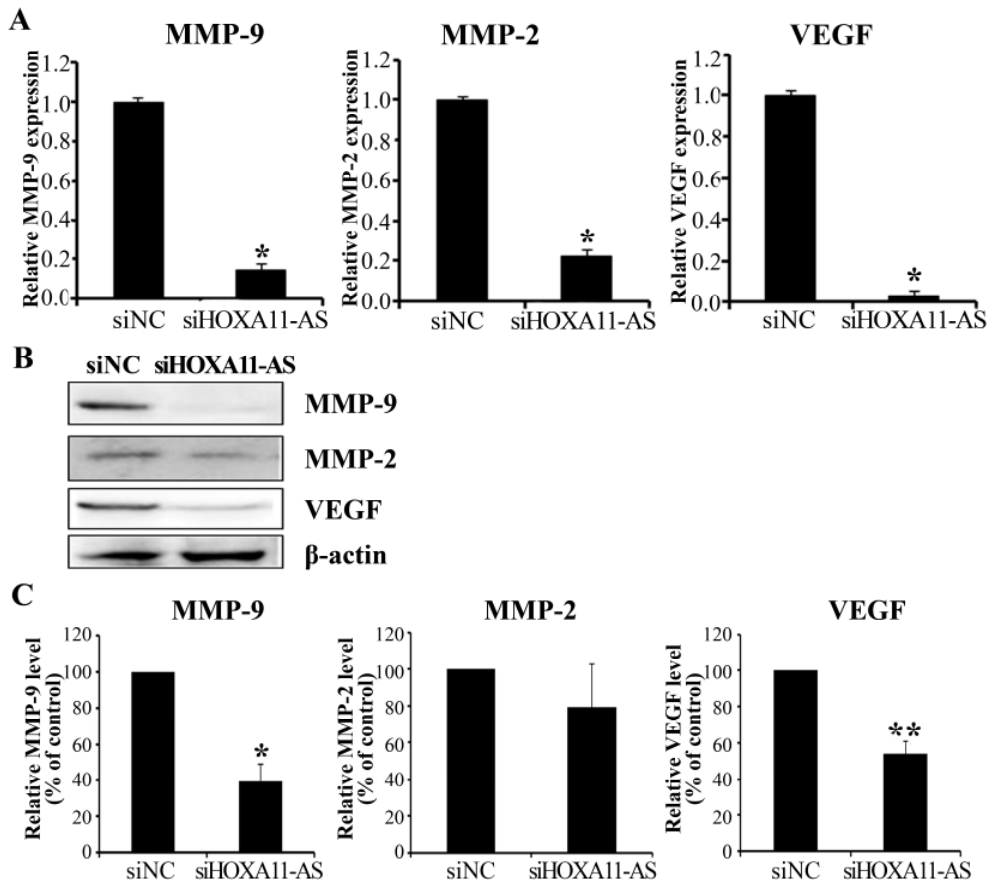 A
MMP-9
MMP-2
VEGF
Relative MMP-9 expression
1.2
1.0
0.8
0.6
0.4
0.2
0.0
*
siNC siHOXA11-AS
Relative MMP-2 expression
1.2
1.0
0.8
0.6
0.4
0.2
0.0
*
siNC siHOXA11-AS
Relative VEGF expression
1.2
1.0
0.8
0.6
0.4
0.2
0.0
*
siNC siHOXA11-AS
B
siNC siHOXA11-AS
MMP-9
MMP-2
VEGF
β-actin
C
MMP-9
MMP-2
VEGF
Relative MMP-9 level
(% of control)
120
100
80
60
40
20
0
*
siNC siHOXA11-AS
Relative MMP-2 level
(% of control)
120
100
80
60
40
20
0
siNC siHOXA11-AS
Relative VEGF level
(% of control)
120
100
80
60
40
20
0
**
siNC siHOXA11-AS